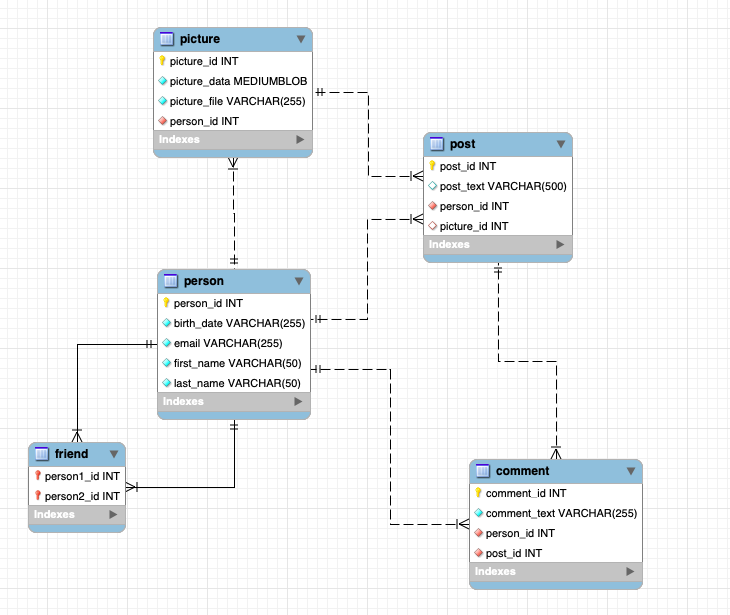 picture
picture_id INT
picture_data MEDIUMBLOB
picture_file VARCHAR(255)
person_id INT
Indexes
post
post_id INT
post_text VARCHAR(500)
person_id INT
picture_id INT
Indexes
person
person_id INT
birth_date VARCHAR(255)
email VARCHAR(255)
first_name VARCHAR(50)
last_name VARCHAR(50)
Indexes
friend
person1_id INT
person2_id INT
Indexes
comment
comment_id INT
comment_text VARCHAR(255)
person_id INT
post_id INT
Indexes